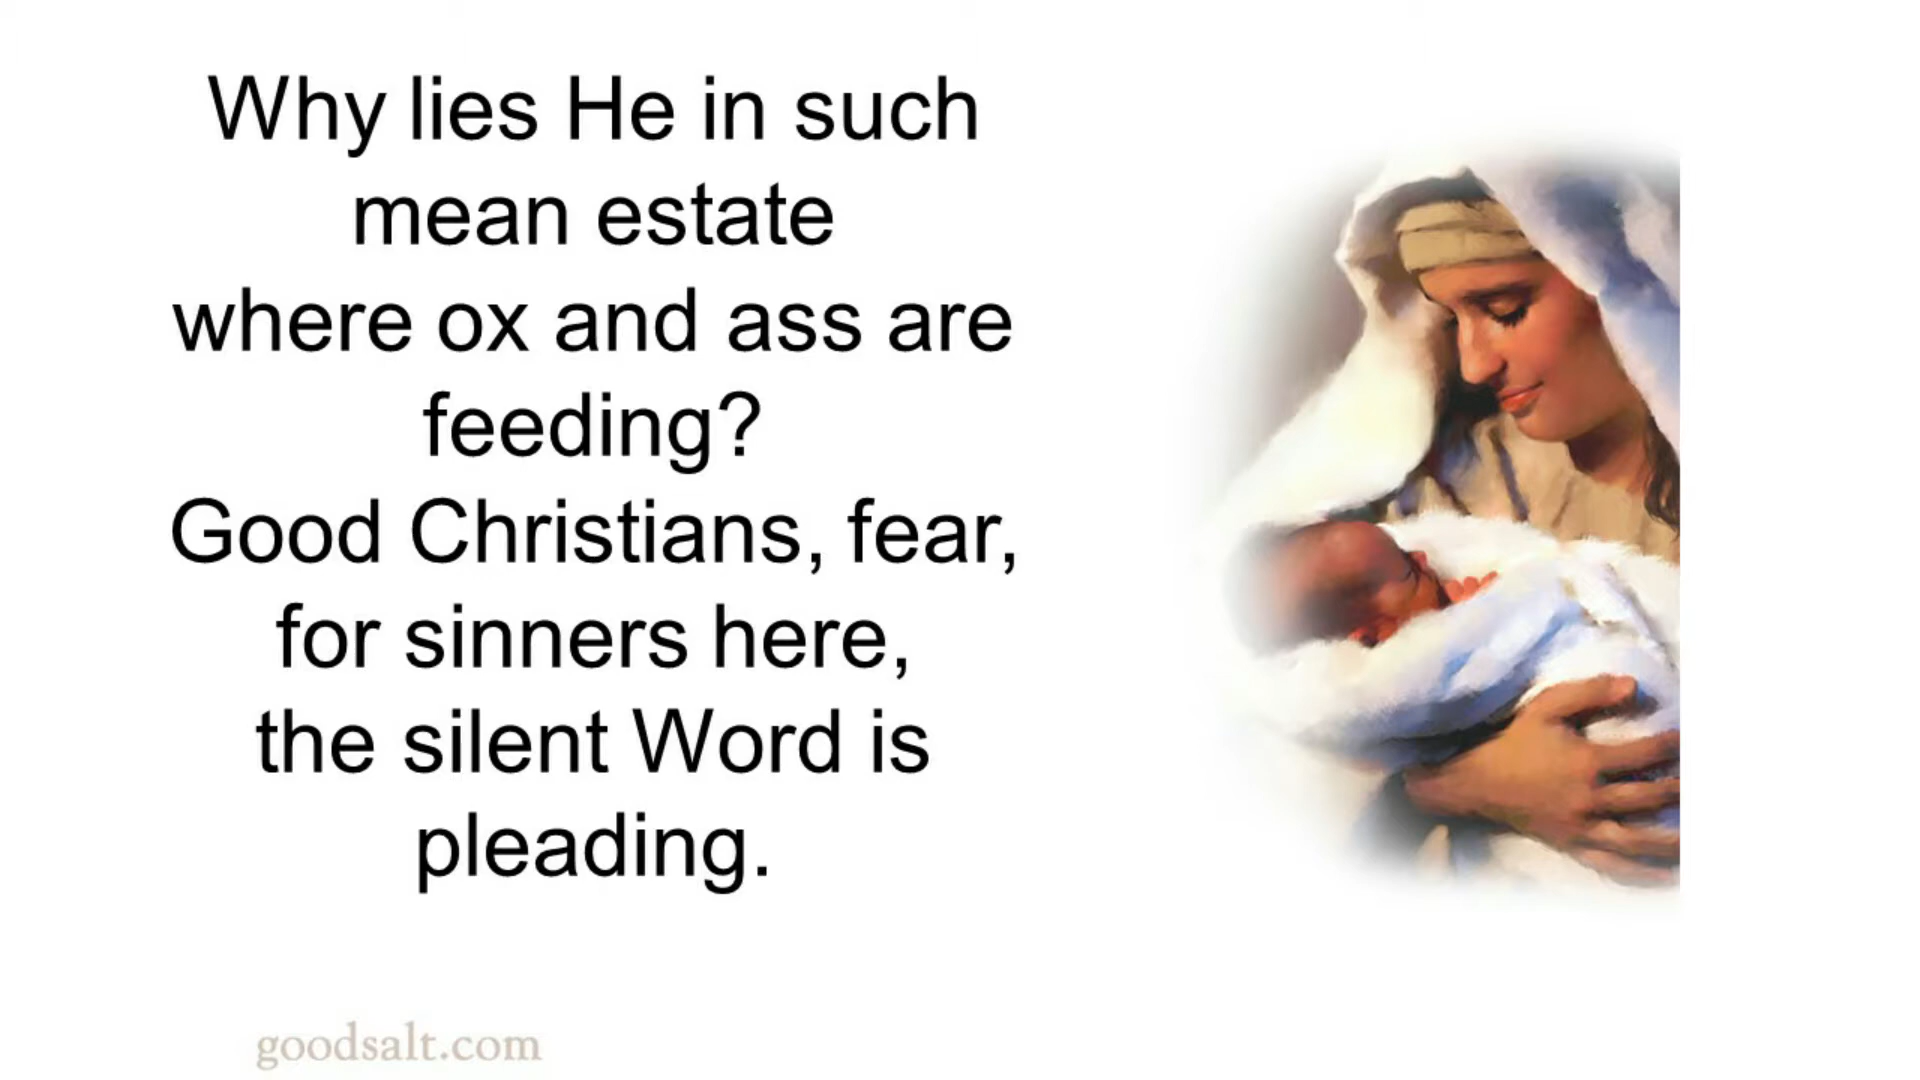 Why lies He in such
mean estate
where ox and ass are
feeding?
Good Christians, fear,
for sinners here,
the silent Word is
pleading.
goodsalt.com